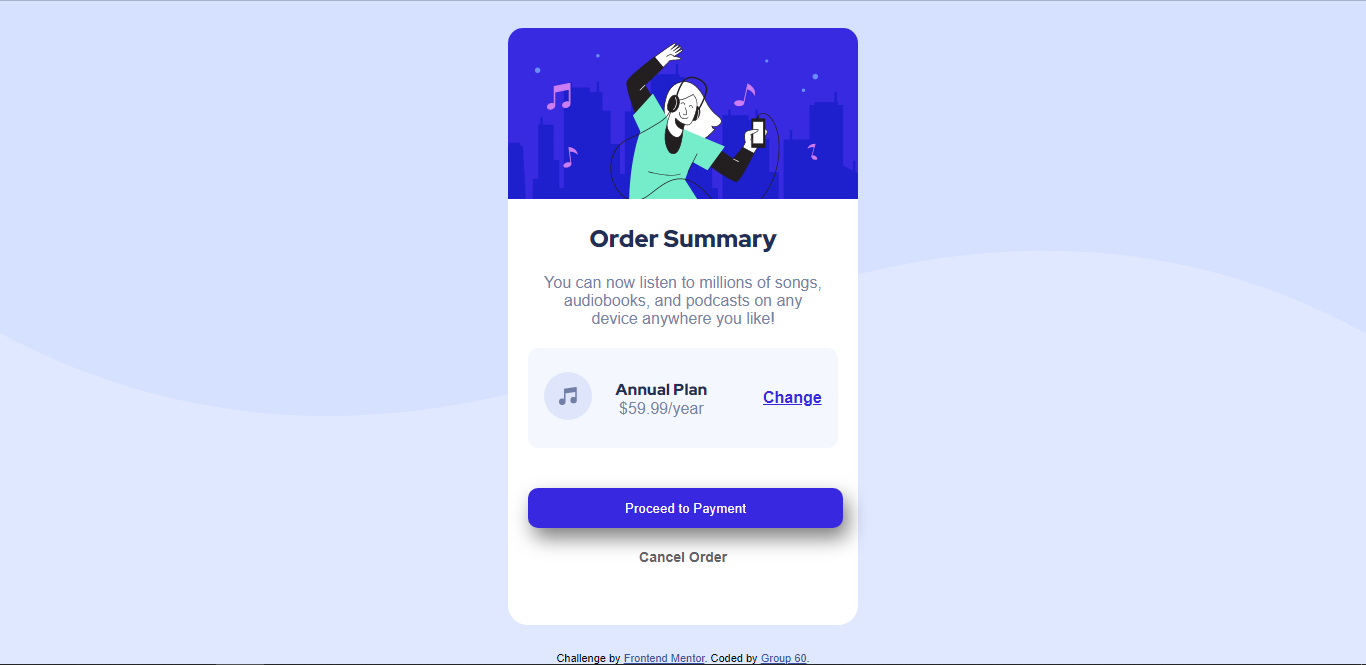 Order Summary
You can now listen to millions of songs,
audiobooks, and podcasts on any
device anywhere you like!
Annual Plan
$59.99/year
Change
Proceed to Payment
Cancel Order
Challenge by Frontend Mentor. Coded by Group 60.